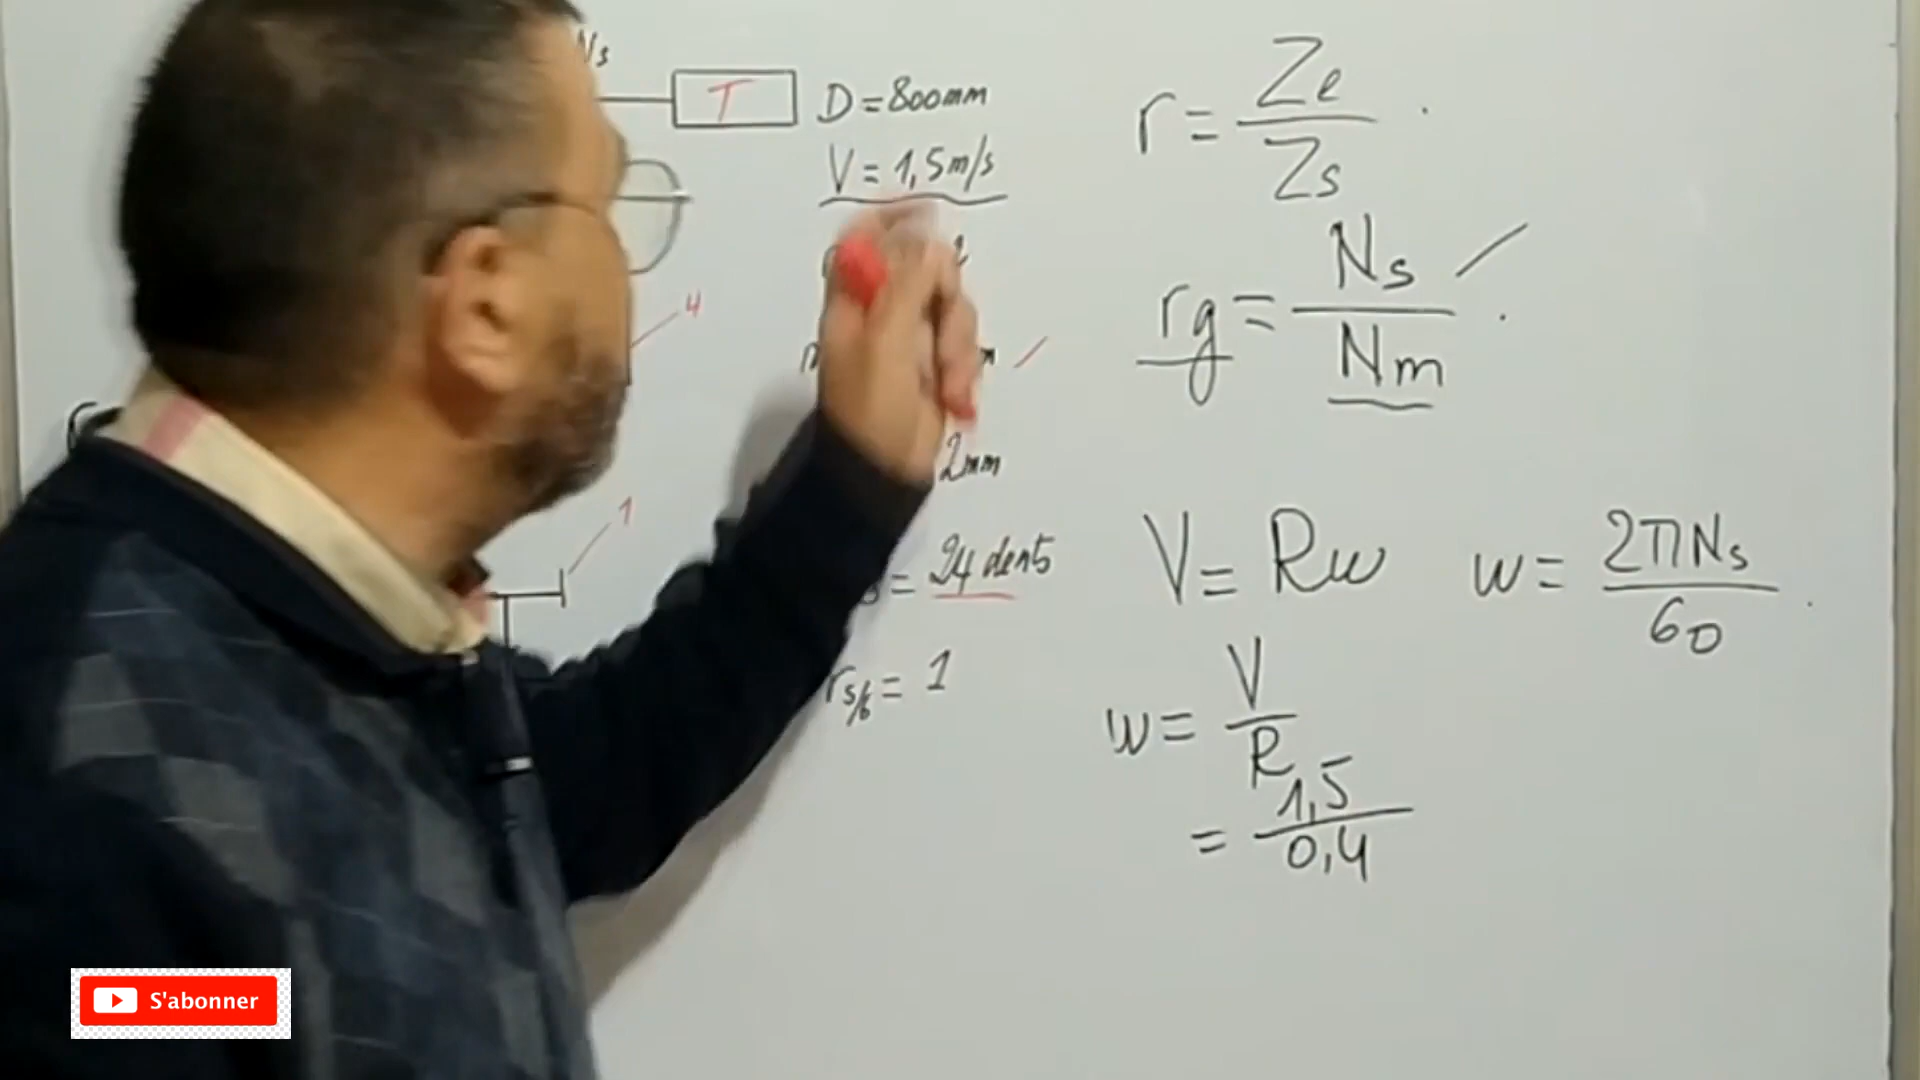 Ns
T
D = 800mm
V = 1,5 m/s
4
2mm
1
= 24 dents
rs/6 = 1
r = Ze / Zs
rg = Ns / Nm
V = Rw
w = 2πNs / 60
w = V / R
= 1,5 / 0,4
S'abonner